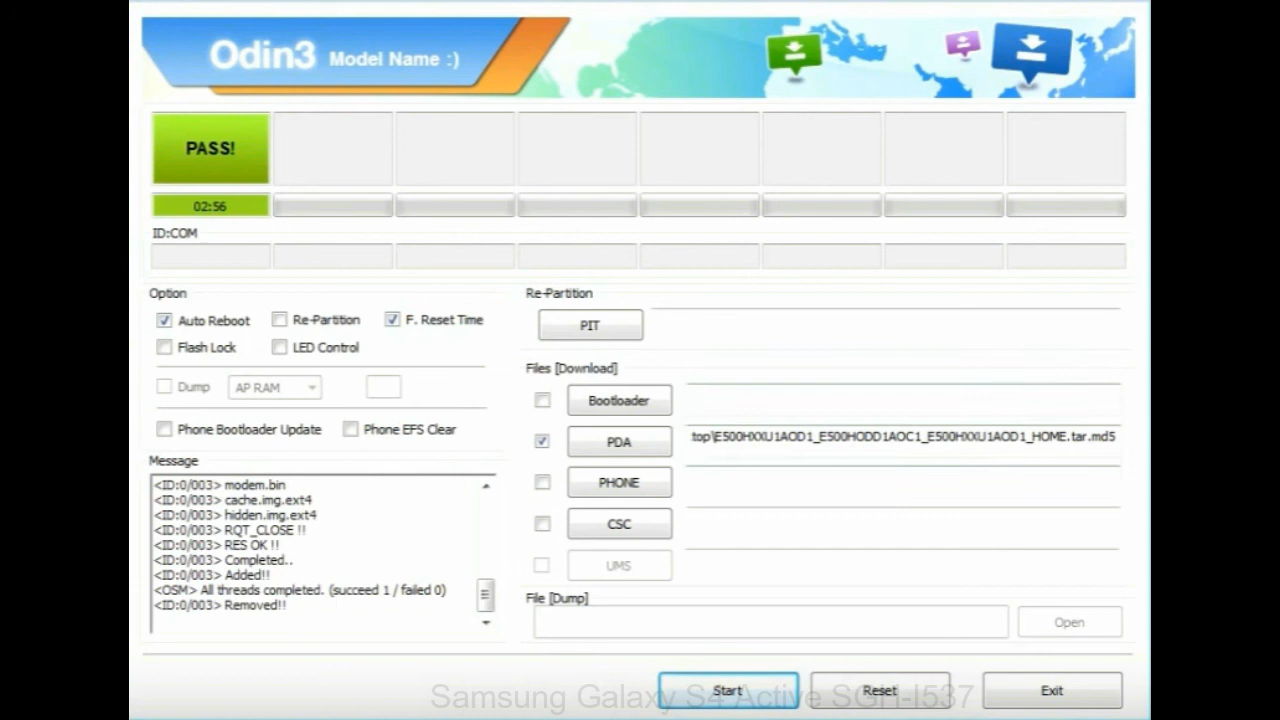 Odin3 Model Name :)
PASS!
02:56
ID:COM
Option
Auto Reboot Re-Partition F. Reset Time
Flash Lock LED Control
Dump AP RAM
Phone Bootloader Update Phone EFS Clear
Message
<ID:0/003> modem.bin
<ID:0/003> cache.img.ext4
<ID:0/003> hidden.img.ext4
<ID:0/003> RQT_CLOSE !!
<ID:0/003> RES OK !!
<ID:0/003> Completed..
<ID:0/003> Added!!
<OSM> All threads completed. (succeed 1 / failed 0)
<ID:0/003> Removed!!
Re-Partition
PIT
Files [Download]
Bootloader
PDA top\E500HXXU1AOD1_E500HODD1AOC1_E500HXXU1AOD1_HOME.tar.md5
PHONE
CSC
UMS
File [Dump]
Open
Start Reset Exit
Samsung Galaxy S4 Active SGH-I537